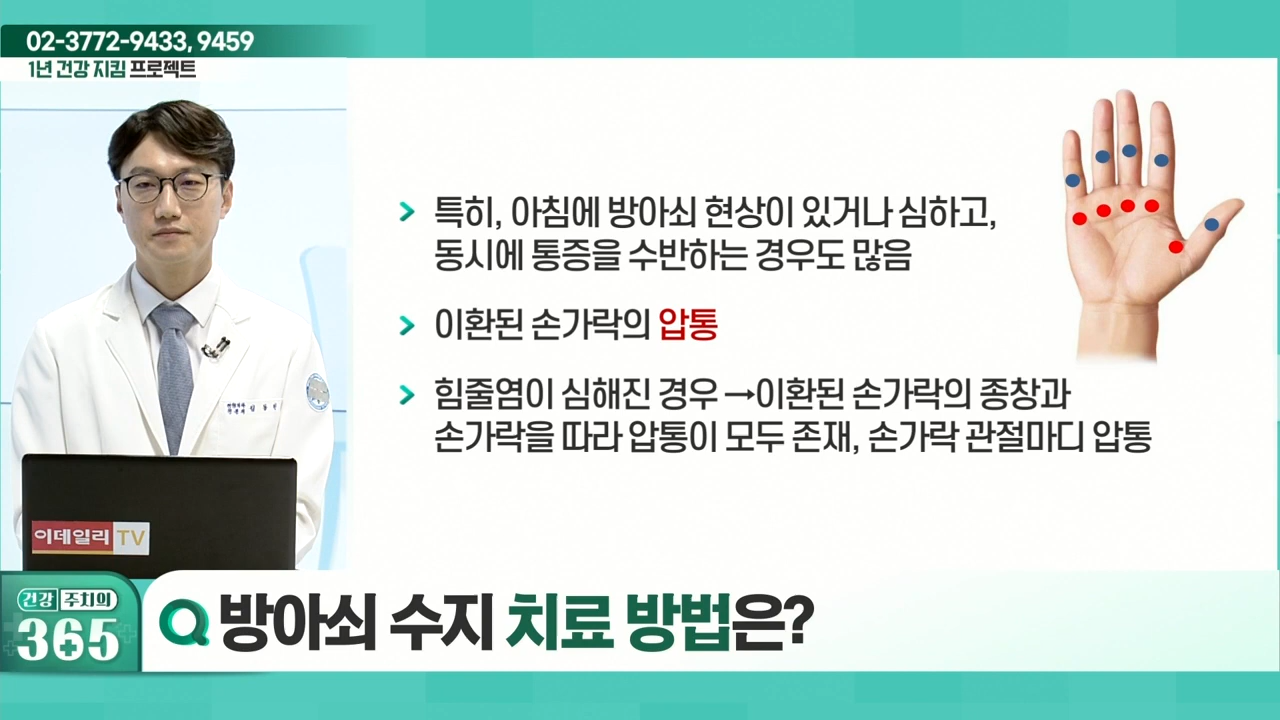 02-3772-9433, 9459
1년 건강 지킴 프로젝트
특히, 아침에 방아쇠 현상이 있거나 심하고,
동시에 통증을 수반하는 경우도 많음
이환된 손가락의 압통
힘줄염이 심해진 경우 →이환된 손가락의 종창과
손가락을 따라 압통이 모두 존재, 손가락 관절마디 압통
이데일리 TV
건강 주치의
365
Q 방아쇠 수지 치료 방법은?